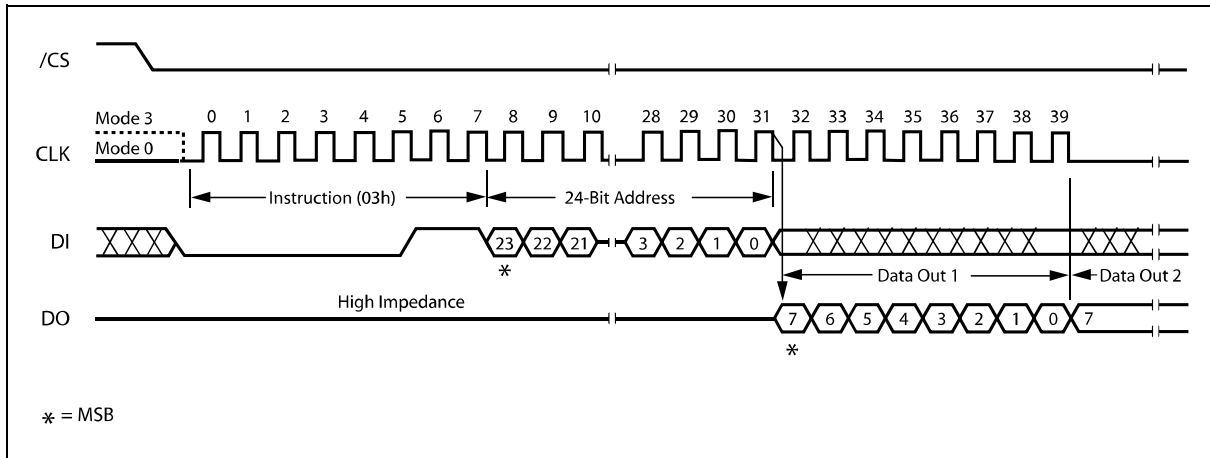 /CS
Mode 3
0 1 2 3 4 5 6 7 8 9 10 28 29 30 31 32 33 34 35 36 37 38 39
CLK
Mode 0
Instruction (03h)
24-Bit Address
DI
23 22 21 3 2 1 0
*
Data Out 1
Data Out 2
High Impedance
DO
7 6 5 4 3 2 1 0 7
*
* = MSB